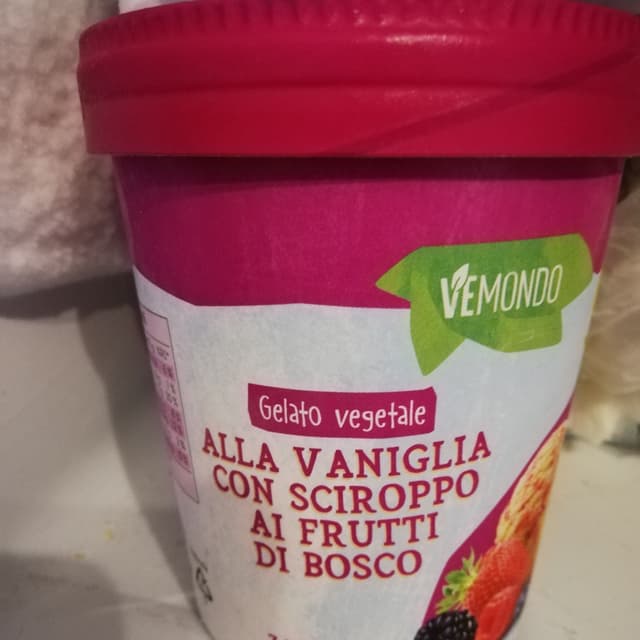 VEMONDO
Gelato vegetale
ALLA VANIGLIA
CON SCIROPPO
AI FRUTTI
DI BOSCO